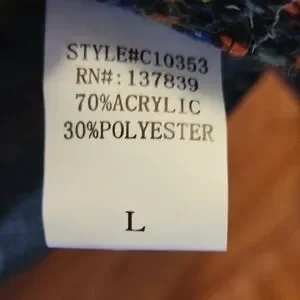 STYLE#C10353
RN#: 137839
70%ACRYLIC
30%POLYESTER
L